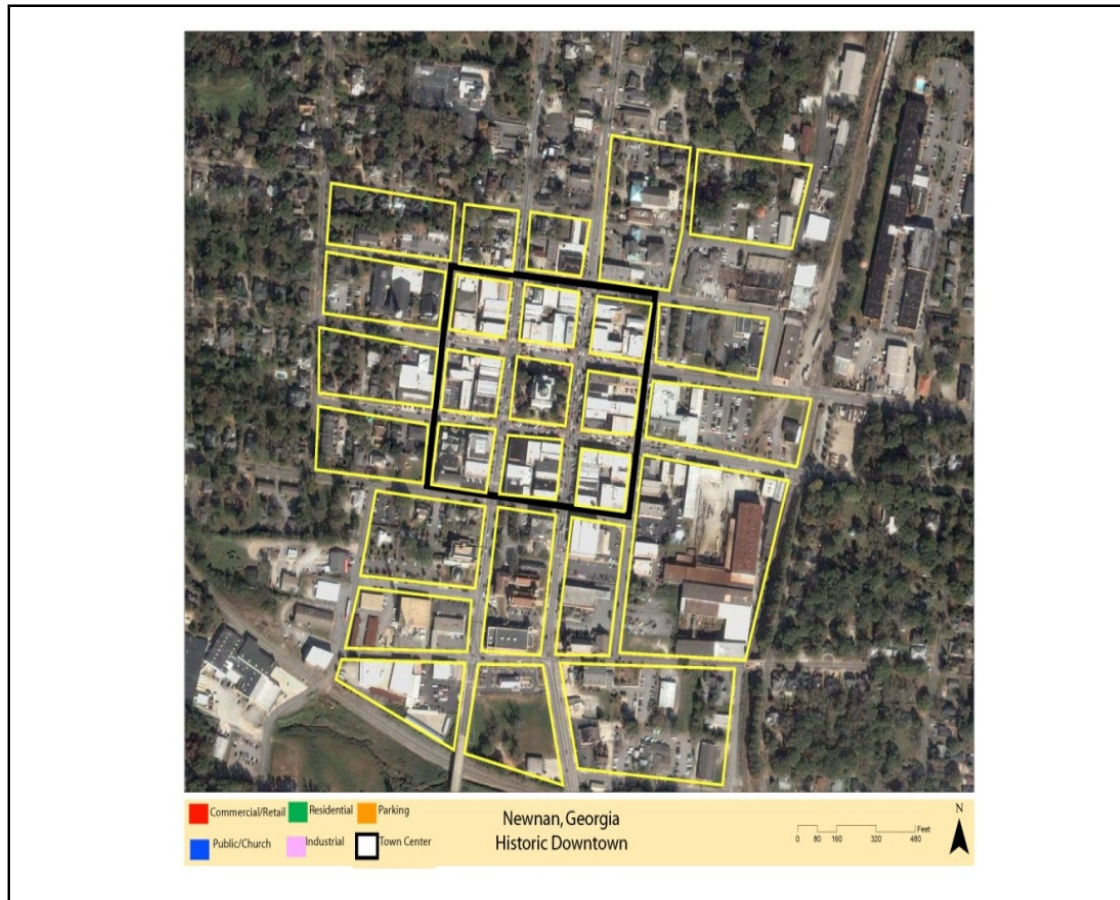 Commercial/Retail
Residential
Parking
Public/Church
Industrial
Town Center
Newnan, Georgia
Historic Downtown
0 80 160 320 480 Feet
N